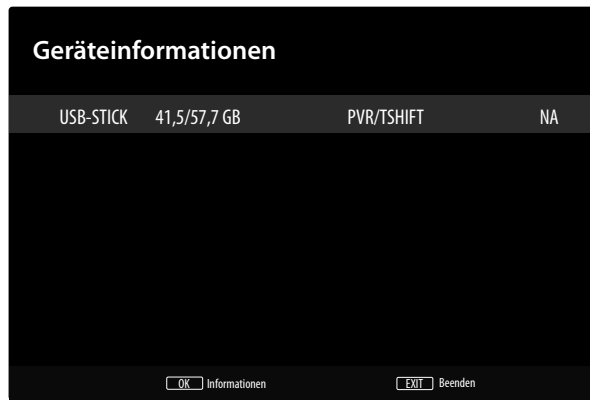 Geräteinformationen
USB-STICK 41,5/57,7 GB PVR/TSHIFT NA
OK Informationen EXIT Beenden